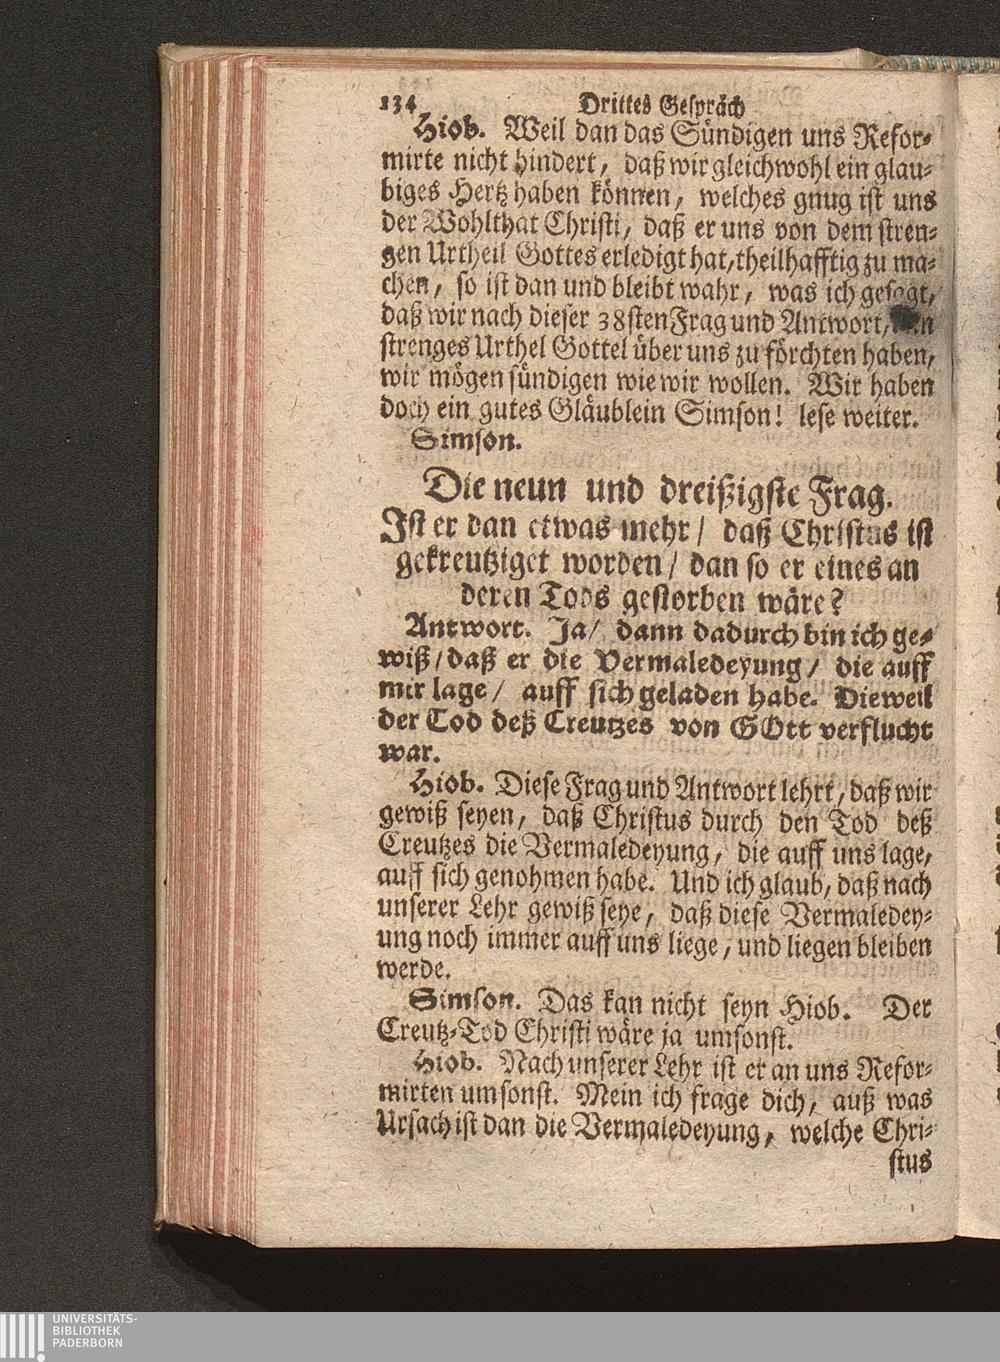 134 Drittes Gespräch
Hiob. Weil dan das Sündigen uns Refor-
mirte nicht hindert, daß wir gleichwohl ein glau-
biges Hertz haben können, welches gnug ist uns
der Wohlthat Christi, daß er uns von dem stren-
gen Urtheil Gottes erledigt hat, theilhafftig zu ma-
chen, so ist dan und bleibt wahr, was ich gesagt,
daß wir nach dieser 38sten Frag und Antwort,
strenges Urthel Gottel über uns zu förchten haben,
wir mögen sündigen wie wir wollen. Wir haben
doch ein gutes Gläublein Simson! lese weiter.
Simson.
Die neun und dreißigste Frag.
Ist er dan etwas mehr / daß Christus ist
gekreutziget worden / dan so er eines an
deren Tods gestorben wäre?
Antwort. Ja / dann dadurch bin ich ge-
wiß / daß er die Vermaledeyung / die auff
mir lage / auff sich geladen habe. Dieweil
der Tod deß Creutzes von GOtt verflucht
war.
Hiob. Diese Frag und Antwort lehrt, daß wir
gewiß seyen, daß Christus durch den Tod deß
Creutzes die Vermaledeyung, die auff uns lage,
auff sich genohmen habe. Und ich glaub, daß nach
unserer Lehr gewiß seye, daß diese Vermaledey-
ung noch immer auff uns liege, und liegen bleiben
werde.
Simson. Das kan nicht seyn Hiob. Der
Creutz-Tod Christi wäre ja umsonst.
Hiob. Nach unserer Lehr ist er an uns Refor-
mirten umsonst. Mein ich frage dich, auß was
Ursach ist dan die Vermaledeyung, welche Chri-
stus
UNIVERSITÄTS-
BIBLIOTHEK
PADERBORN